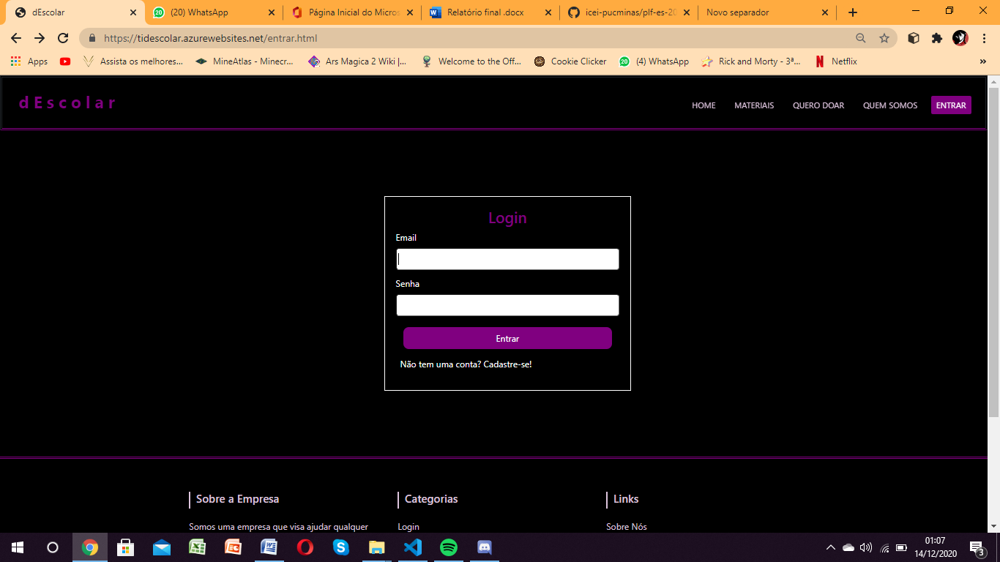 dEscolar
(20) WhatsApp
Página Inicial do Micros
Relatório final .docx
icei-pucminas/plf-es-20
Novo separador
https://tidescolar.azurewebsites.net/entrar.html
Apps
Assista os melhores...
MineAtlas - Minecr...
Ars Magica 2 Wiki |...
20
Welcome to the Off...
Cookie Clicker
(4) WhatsApp
Rick and Morty - 3ª...
Netflix
»
dEscolar
HOME
MATERIAIS
QUERO DOAR
QUEM SOMOS
ENTRAR
Login
Email
Senha
Entrar
Não tem uma conta? Cadastre-se!
Sobre a Empresa
Categorias
Links
Somos uma empresa que visa ajudar qualquer
Login
Sobre Nós
01:07
14/12/2020
3